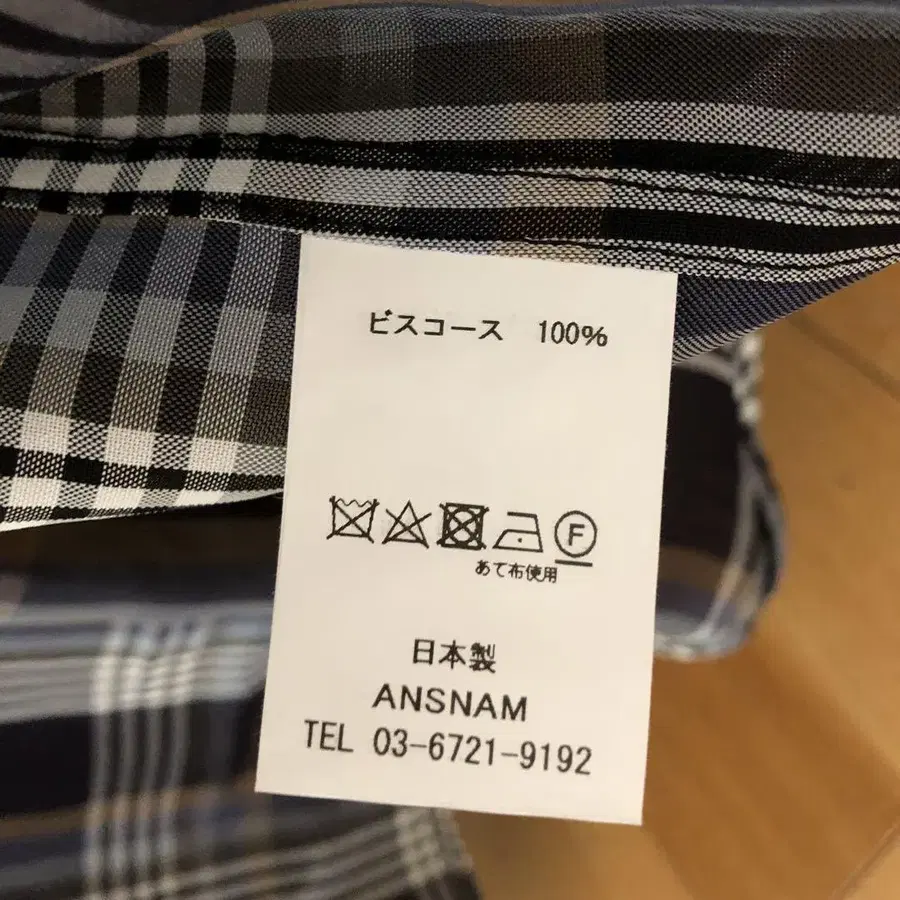 ビスコース 100%
F
あて布使用
日本製
ANSNAM
TEL 03-6721-9192